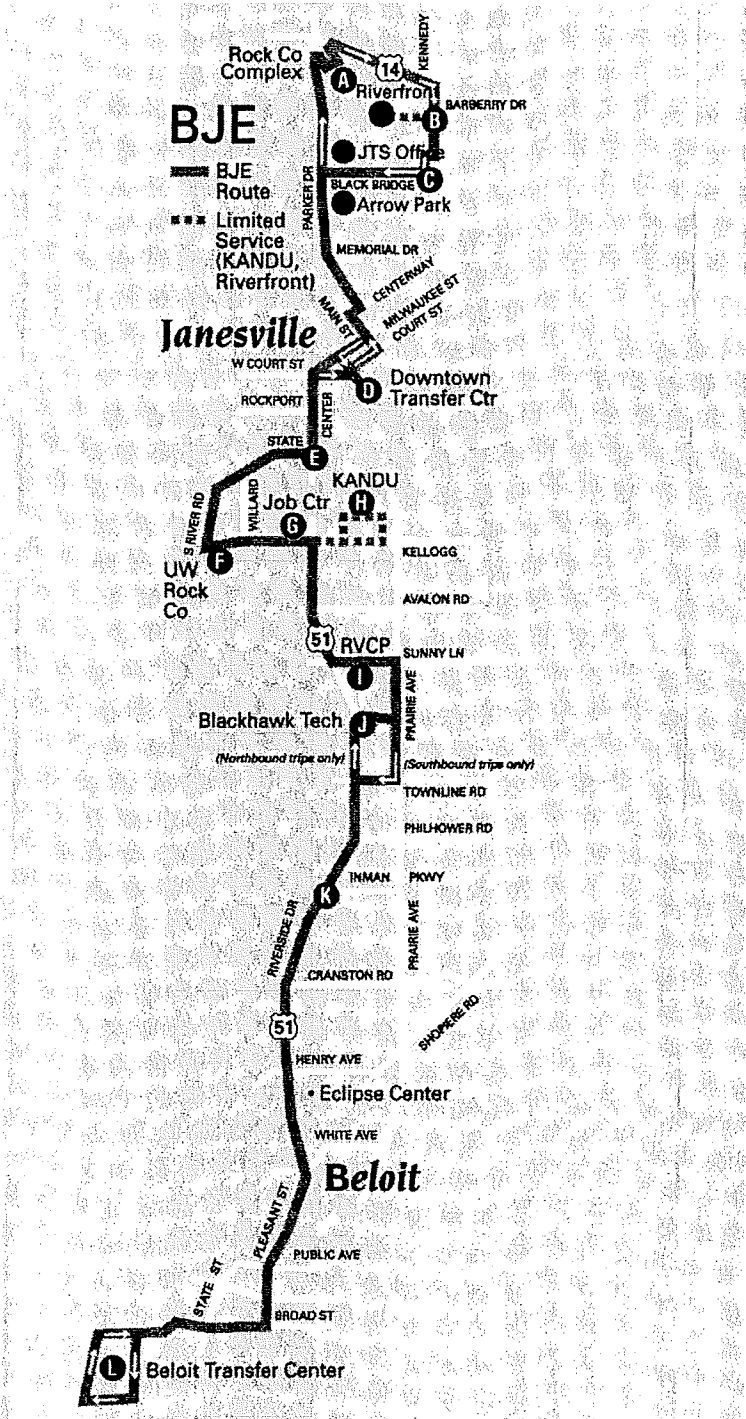 Rock Co
Complex
A
14
KENNEDY
Riverfront
BARBERRY DR
B
BJE
JTS Office
BJE
Route
BLACK BRIDGE
C
PARKER DR
Arrow Park
Limited
Service
(KANDU,
Riverfront)
MEMORIAL DR
CENTERWAY
MILWAUKEE ST
COURT ST
MAIN ST
Janesville
W COURT ST
D
Downtown
Transfer Ctr
ROCKPORT
CENTER
STATE
E
KANDU
H
S RIVER RD
WILLARD
Job Ctr
G
F
KELLOGG
UW
Rock
Co
AVALON RD
51
RVCP
SUNNY LN
I
PRAIRIE AVE
Blackhawk Tech
J
(Northbound trips only)
(Southbound trips only)
TOWNLINE RD
PHILHOWER RD
INMAN PKWY
K
RIVERSIDE DR
PRAIRIE AVE
CRANSTON RD
51
SHOPIERE RD
HENRY AVE
• Eclipse Center
WHITE AVE
Beloit
PLEASANT ST
PUBLIC AVE
STATE ST
BROAD ST
L
Beloit Transfer Center